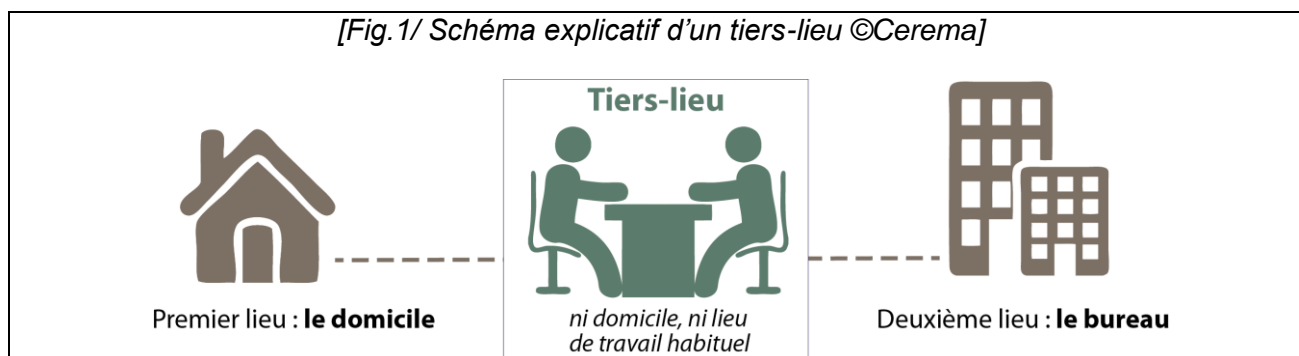 [Fig.1/ Schéma explicatif d’un tiers-lieu ©Cerema]
Tiers-lieu
Premier lieu : le domicile
ni domicile, ni lieu
de travail habituel
Deuxième lieu : le bureau